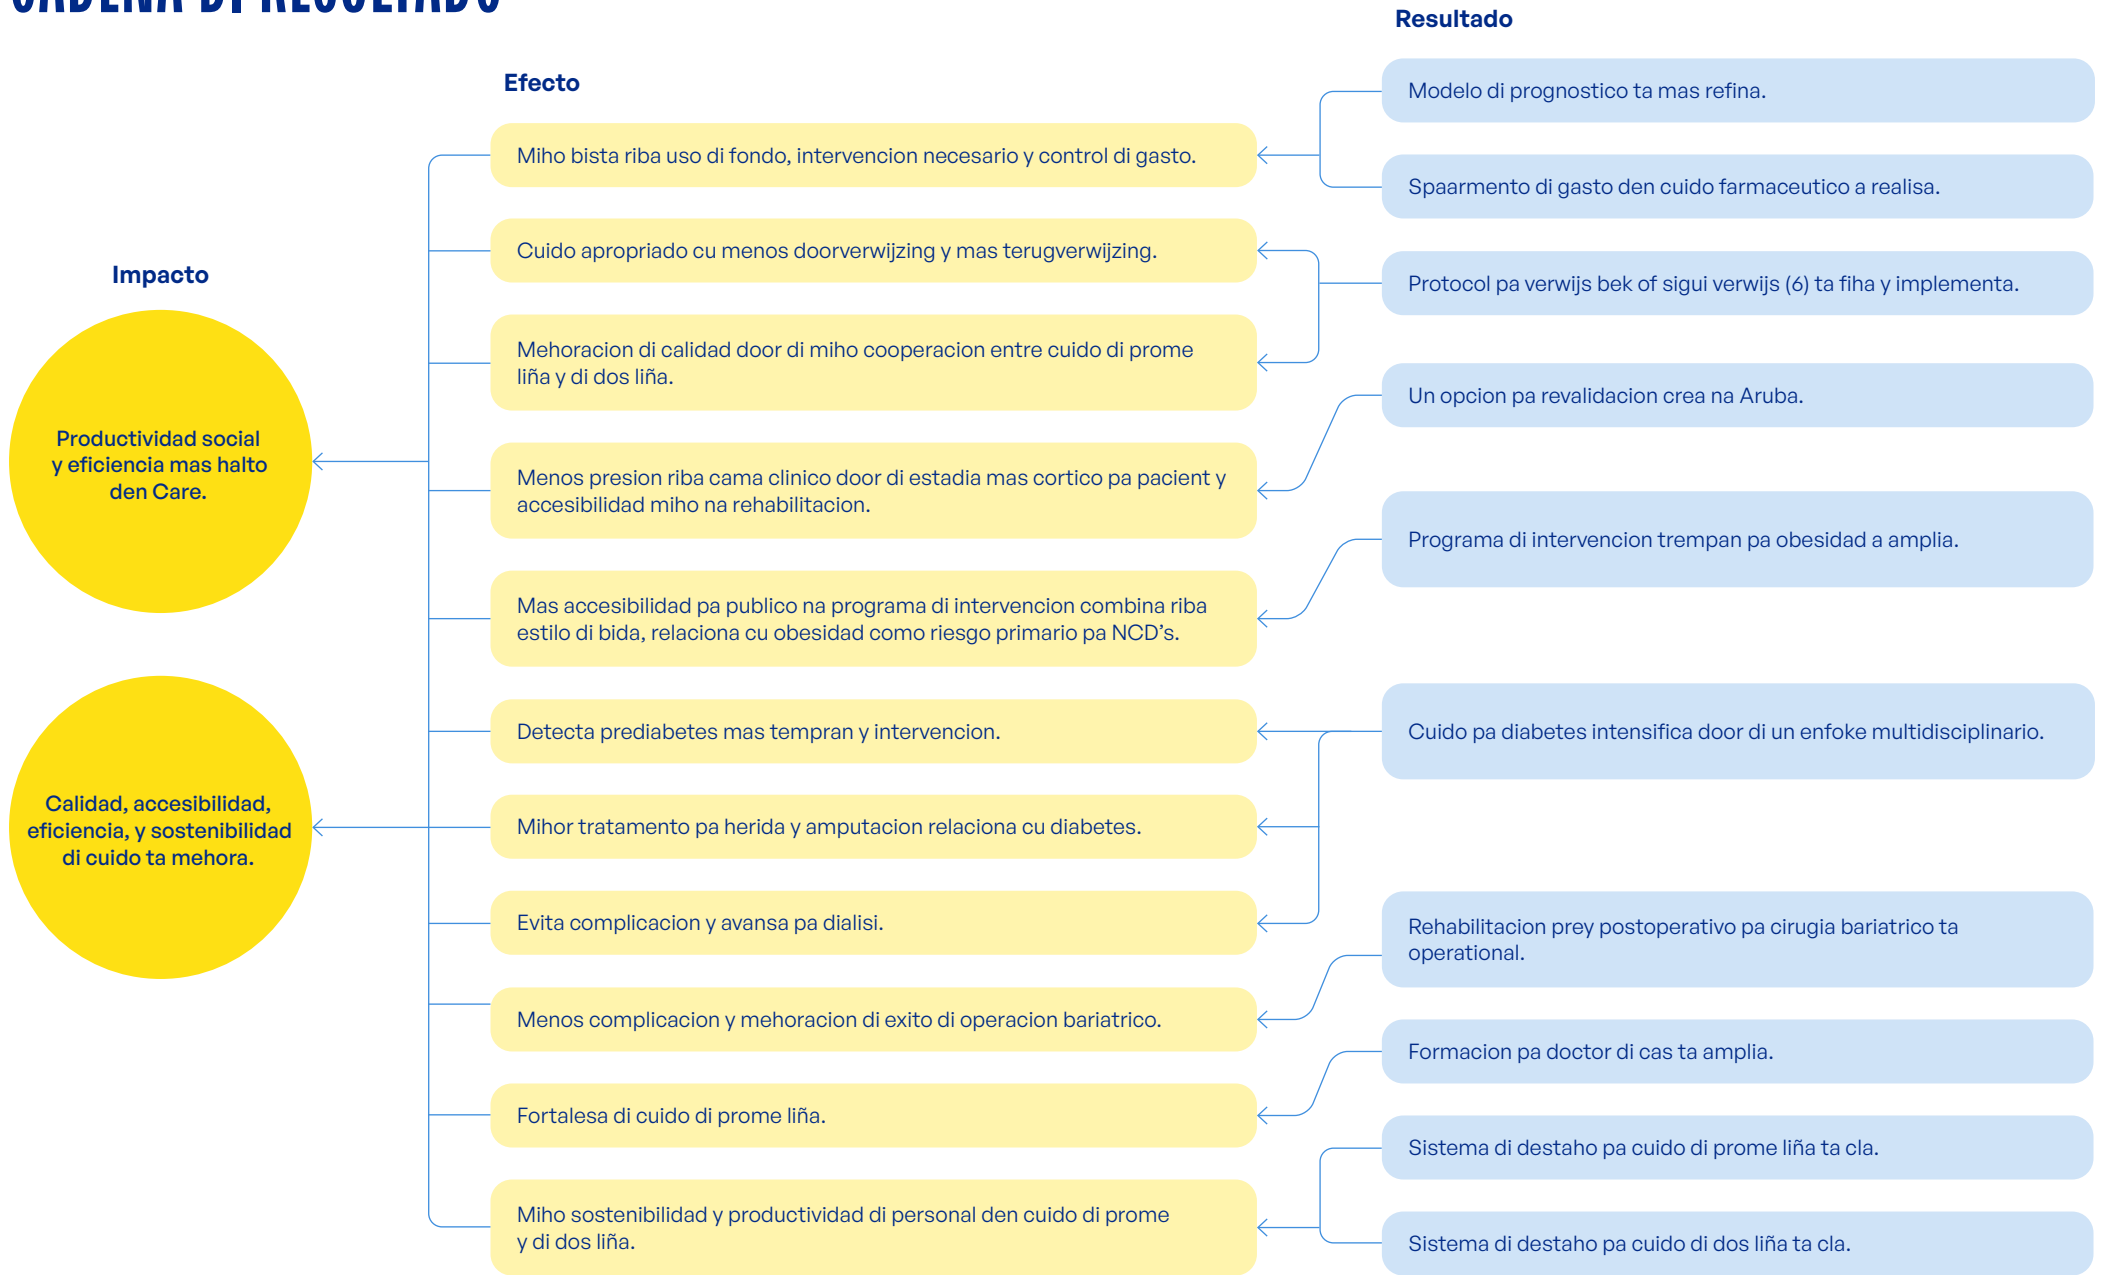 CADENA DI RESULTADO
Impacto
Productividad social
y eficiencia mas halto
den Care.
Calidad, accesibilidad,
eficiencia, y sostenibilidad
di cuido ta mehora.
Efecto
Miho bista riba uso di fondo, intervencion necesario y control di gasto.
Cuido apropriado cu menos doorverwijzing y mas terugverwijzing.
Mehoracion di calidad door di miho cooperacion entre cuido di prome
liña y di dos liña.
Menos presion riba cama clinico door di estadia mas cortico pa pacient y
accesibilidad miho na rehabilitacion.
Mas accesibilidad pa publico na programa di intervencion combina riba
estilo di bida, relaciona cu obesidad como riesgo primario pa NCD’s.
Detecta prediabetes mas tempran y intervencion.
Mihor tratamento pa herida y amputacion relaciona cu diabetes.
Evita complicacion y avansa pa dialisi.
Menos complicacion y mehoracion di exito di operacion bariatrico.
Fortalesa di cuido di prome liña.
Miho sostenibilidad y productividad di personal den cuido di prome
y di dos liña.
Resultado
Modelo di prognostico ta mas refina.
Spaarmento di gasto den cuido farmaceutico a realisa.
Protocol pa verwijs bek of sigui verwijs (6) ta fiha y implementa.
Un opcion pa revalidacion crea na Aruba.
Programa di intervencion trempan pa obesidad a amplia.
Cuido pa diabetes intensifica door di un enfoke multidisciplinario.
Rehabilitacion prey postoperativo pa cirugia bariatrico ta
operational.
Formacion pa doctor di cas ta amplia.
Sistema di destaho pa cuido di prome liña ta cla.
Sistema di destaho pa cuido di dos liña ta cla.